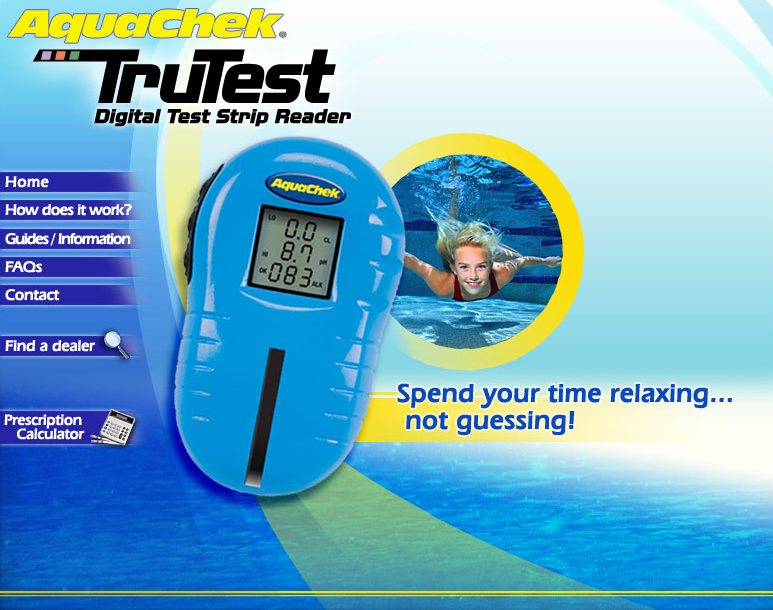 AquaChek®
TruTest
Digital Test Strip Reader
Home
How does it work?
Guides / Information
FAQs
Contact
Find a dealer
Prescription
Calculator
AquaChek
LO 0.0 CL
HI 8.7 pH
OK 083 ALK
Spend your time relaxing...
not guessing!